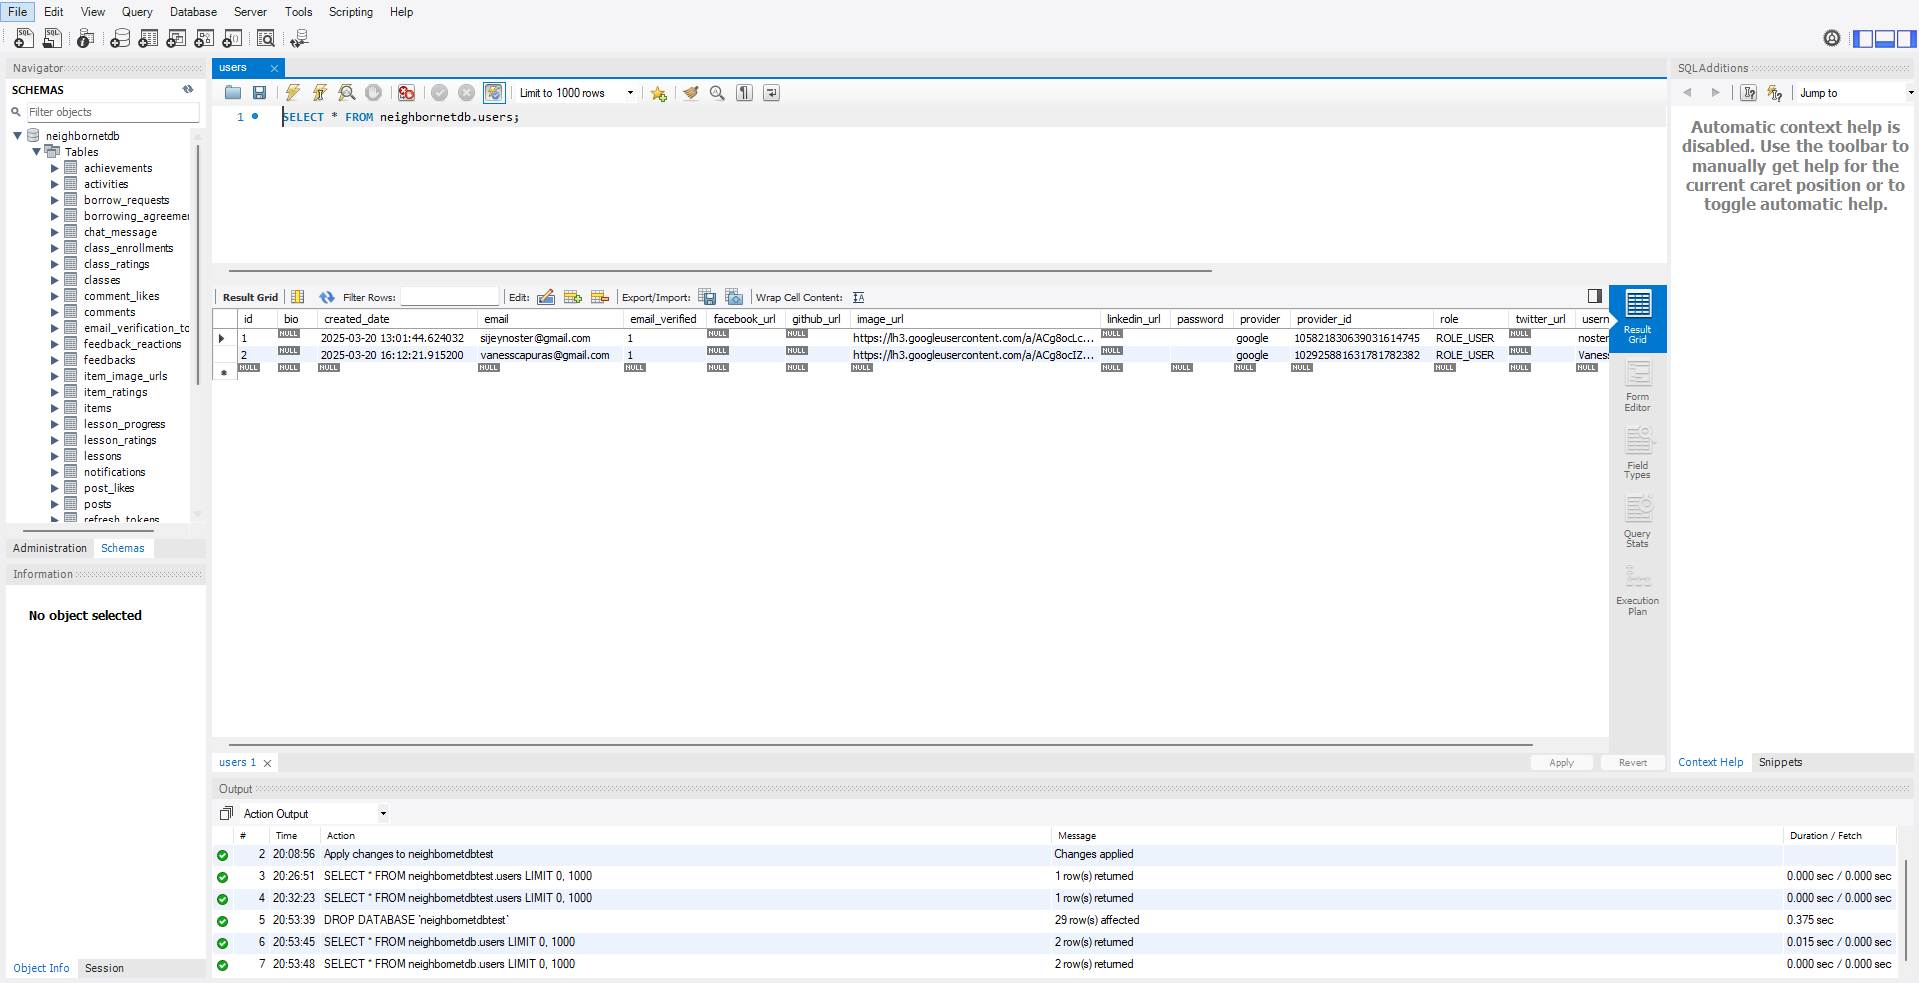 File Edit View Query Database Server Tools Scripting Help
Navigator
SCHEMAS
Filter objects
neighbornetdb
Tables
achievements
activities
borrow_requests
borrowing_agreemen
chat_message
class_enrollments
class_ratings
classes
comment_likes
comments
email_verification_to
feedback_reactions
feedbacks
item_image_urls
item_ratings
items
lesson_progress
lesson_ratings
lessons
notifications
post_likes
posts
refresh_tokens
Administration Schemas
Information
No object selected
Object Info Session
users
Limit to 1000 rows
1 SELECT * FROM neighbornetdb.users;
Result Grid Filter Rows: Edit: Export/Import: Wrap Cell Content:
id bio created_date email email_verified facebook_url github_url image_url linkedin_url password provider provider_id role twitter_url usern
1 NULL 2025-03-20 13:01:44.624032 sijeynoster@gmail.com 1 NULL NULL https://lh3.googleusercontent.com/a/ACg8ocLc... NULL google 105821830639031614745 ROLE_USER NULL noster
2 NULL 2025-03-20 16:12:21.915200 vanesscapuras@gmail.com 1 NULL NULL https://lh3.googleusercontent.com/a/ACg8ocIZ... NULL google 102925881631781782382 ROLE_USER NULL Vaness
NULL NULL NULL NULL NULL NULL NULL NULL NULL NULL NULL NULL NULL NULL NULL
Result
Grid
Form
Editor
Field
Types
Query
Stats
Execution
Plan
users 1
Apply Revert
SQLAdditions
Jump to
Automatic context help is
disabled. Use the toolbar to
manually get help for the
current caret position or to
toggle automatic help.
Context Help Snippets
Output
Action Output
# Time Action Message Duration / Fetch
2 20:08:56 Apply changes to neighbornetdbtest Changes applied
3 20:26:51 SELECT * FROM neighbornetdbtest.users LIMIT 0, 1000 1 row(s) returned 0.000 sec / 0.000 sec
4 20:32:23 SELECT * FROM neighbornetdbtest.users LIMIT 0, 1000 1 row(s) returned 0.000 sec / 0.000 sec
5 20:53:39 DROP DATABASE `neighbornetdbtest` 29 row(s) affected 0.375 sec
6 20:53:45 SELECT * FROM neighbornetdb.users LIMIT 0, 1000 2 row(s) returned 0.015 sec / 0.000 sec
7 20:53:48 SELECT * FROM neighbornetdb.users LIMIT 0, 1000 2 row(s) returned 0.000 sec / 0.000 sec